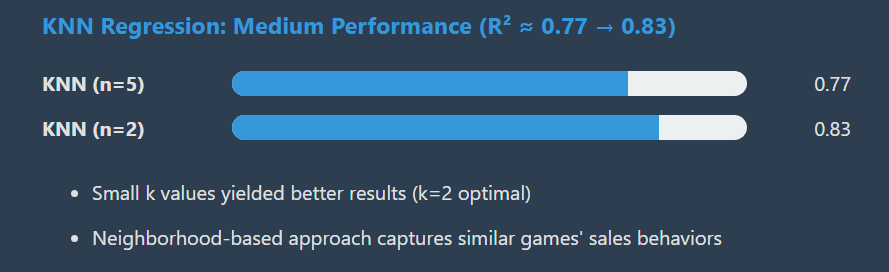 KNN Regression: Medium Performance (R² ≈ 0.77 → 0.83)
KNN (n=5) 0.77
KNN (n=2) 0.83
• Small k values yielded better results (k=2 optimal)
• Neighborhood-based approach captures similar games' sales behaviors